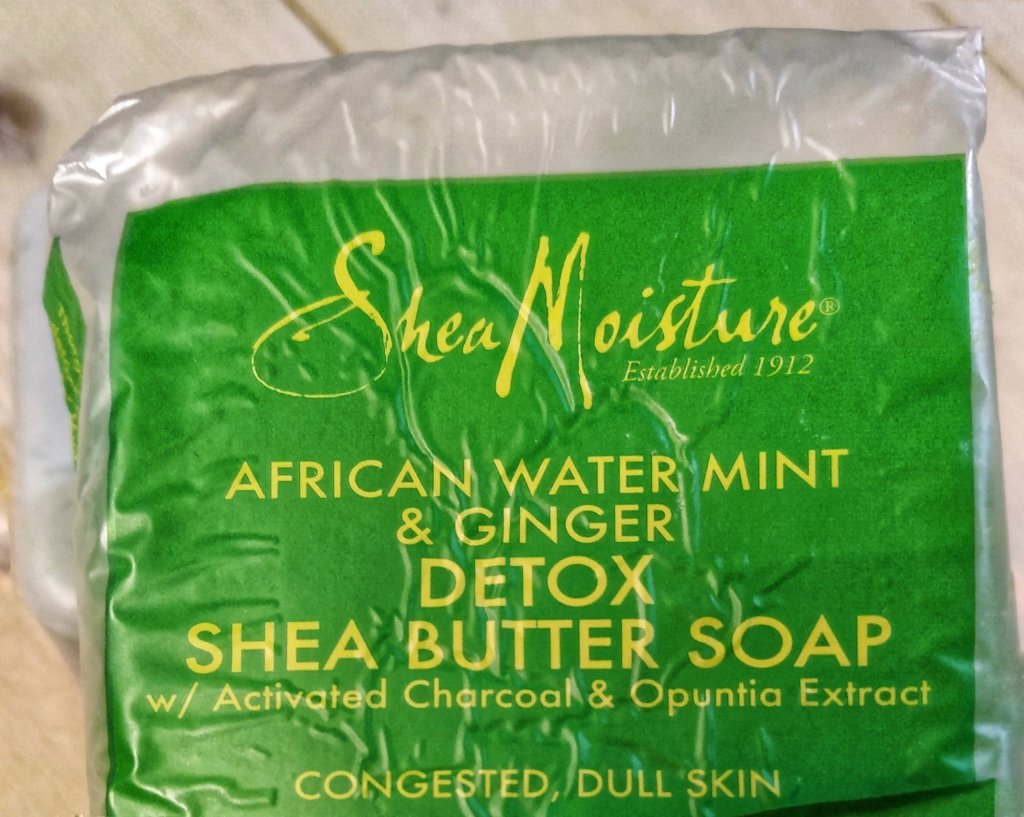 SheaMoisture®
Established 1912
AFRICAN WATER MINT
& GINGER
DETOX
SHEA BUTTER SOAP
w/ Activated Charcoal & Opuntia Extract
CONGESTED, DULL SKIN